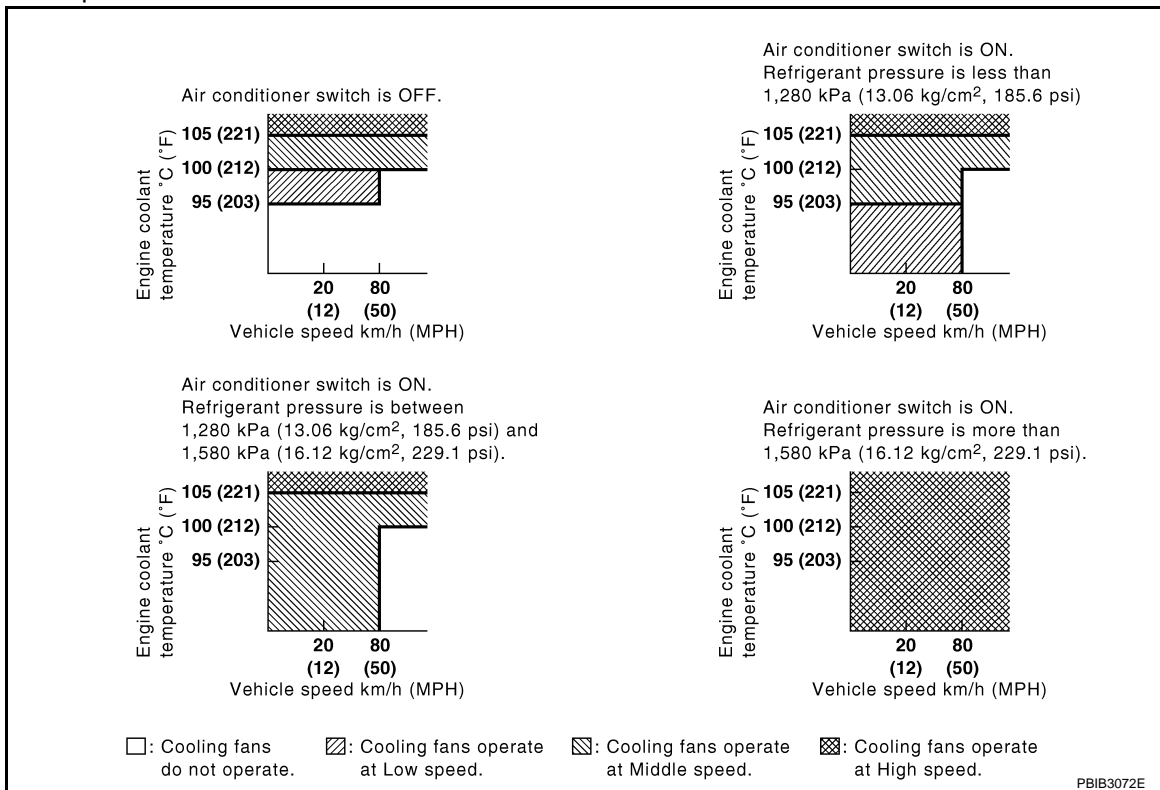 Air conditioner switch is OFF.
105 (221)
100 (212)
95 (203)
Engine coolant
temperature ˚C (˚F)
20 80
(12) (50)
Vehicle speed km/h (MPH)
Air conditioner switch is ON.
Refrigerant pressure is less than
1,280 kPa (13.06 kg/cm², 185.6 psi)
105 (221)
100 (212)
95 (203)
Engine coolant
temperature ˚C (˚F)
20 80
(12) (50)
Vehicle speed km/h (MPH)
Air conditioner switch is ON.
Refrigerant pressure is between
1,280 kPa (13.06 kg/cm², 185.6 psi) and
1,580 kPa (16.12 kg/cm², 229.1 psi).
105 (221)
100 (212)
95 (203)
Engine coolant
temperature ˚C (˚F)
20 80
(12) (50)
Vehicle speed km/h (MPH)
Air conditioner switch is ON.
Refrigerant pressure is more than
1,580 kPa (16.12 kg/cm², 229.1 psi).
105 (221)
100 (212)
95 (203)
Engine coolant
temperature ˚C (˚F)
20 80
(12) (50)
Vehicle speed km/h (MPH)
: Cooling fans
do not operate.
: Cooling fans operate
at Low speed.
: Cooling fans operate
at Middle speed.
: Cooling fans operate
at High speed.
PBIB3072E